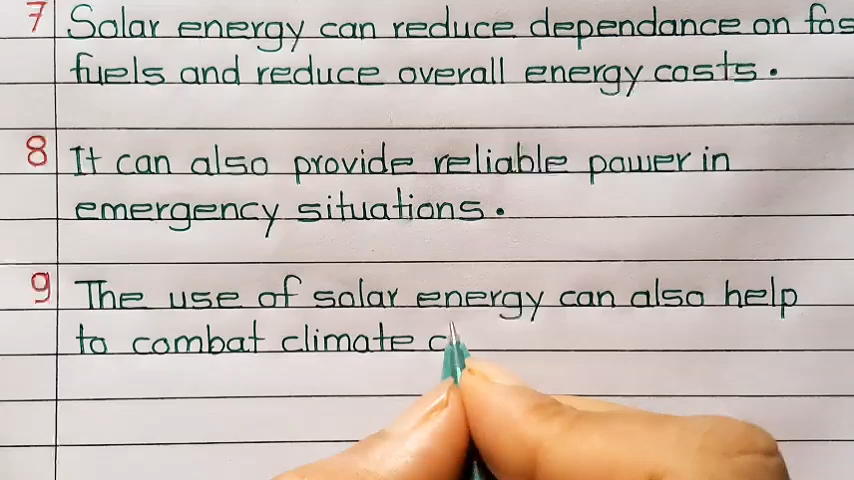 7 Solar energy can reduce dependance on fos
fuels and reduce overall energy costs.
8 It can also provide reliable power in
emergency situations.
9 The use of solar energy can also help
to combat climate c